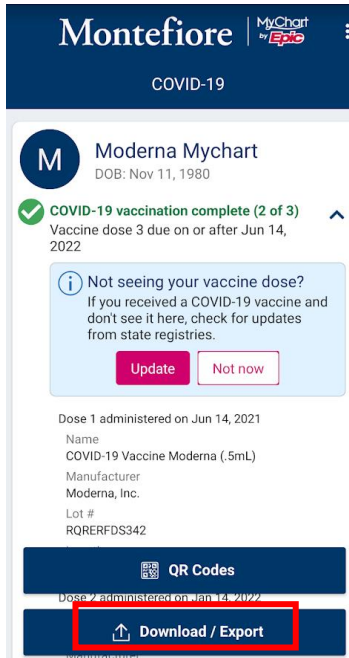 Montefiore MyChart
by Epic
COVID-19
M
Moderna Mychart
DOB: Nov 11, 1980
COVID-19 vaccination complete (2 of 3)
Vaccine dose 3 due on or after Jun 14,
2022
Not seeing your vaccine dose?
If you received a COVID-19 vaccine and
don't see it here, check for updates
from state registries.
Update Not now
Dose 1 administered on Jun 14, 2021
Name
COVID-19 Vaccine Moderna (.5mL)
Manufacturer
Moderna, Inc.
Lot #
RQRERFDS342
QR Codes
Dose 2 administered on Jan 14, 2022
Download / Export
Manufacturer